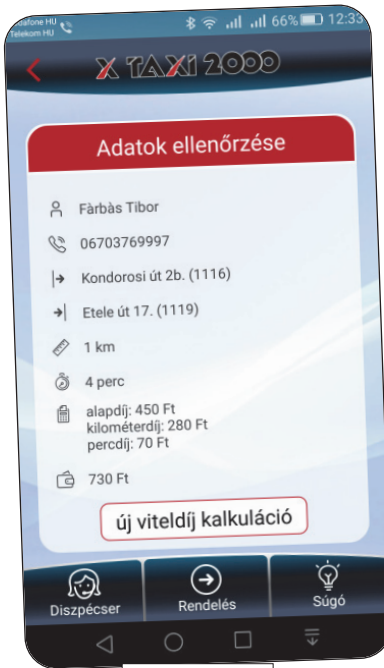 Vodafone HU
Telekom HU
66% 12:33
X TAXi 2000
Adatok ellenőrzése
Fàrbàs Tibor
06703769997
Kondorosi út 2b. (1116)
Etele út 17. (1119)
1 km
4 perc
alapdíj: 450 Ft
kilométerdíj: 280 Ft
percdíj: 70 Ft
730 Ft
új viteldíj kalkuláció
Diszpécser
Rendelés
Súgó